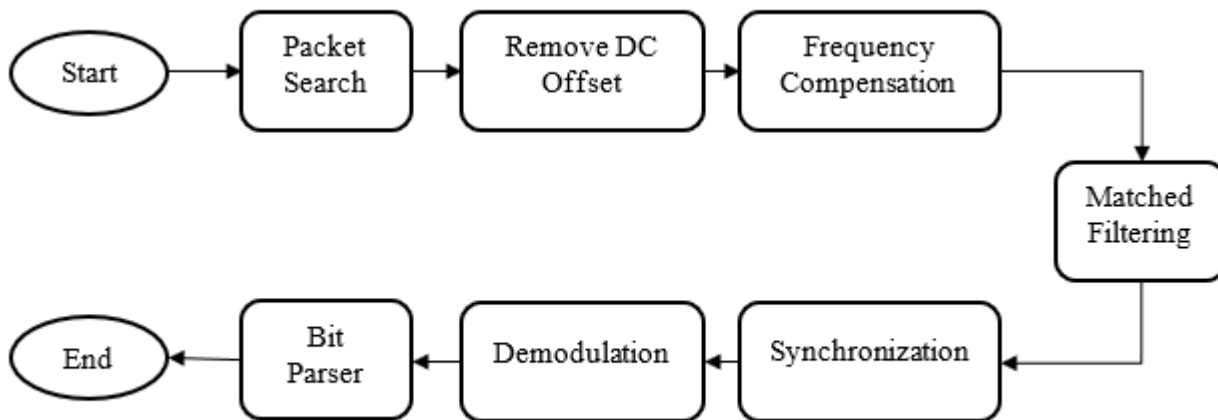 Start
Packet
Search
Remove DC
Offset
Frequency
Compensation
Matched
Filtering
Synchronization
Demodulation
Bit
Parser
End